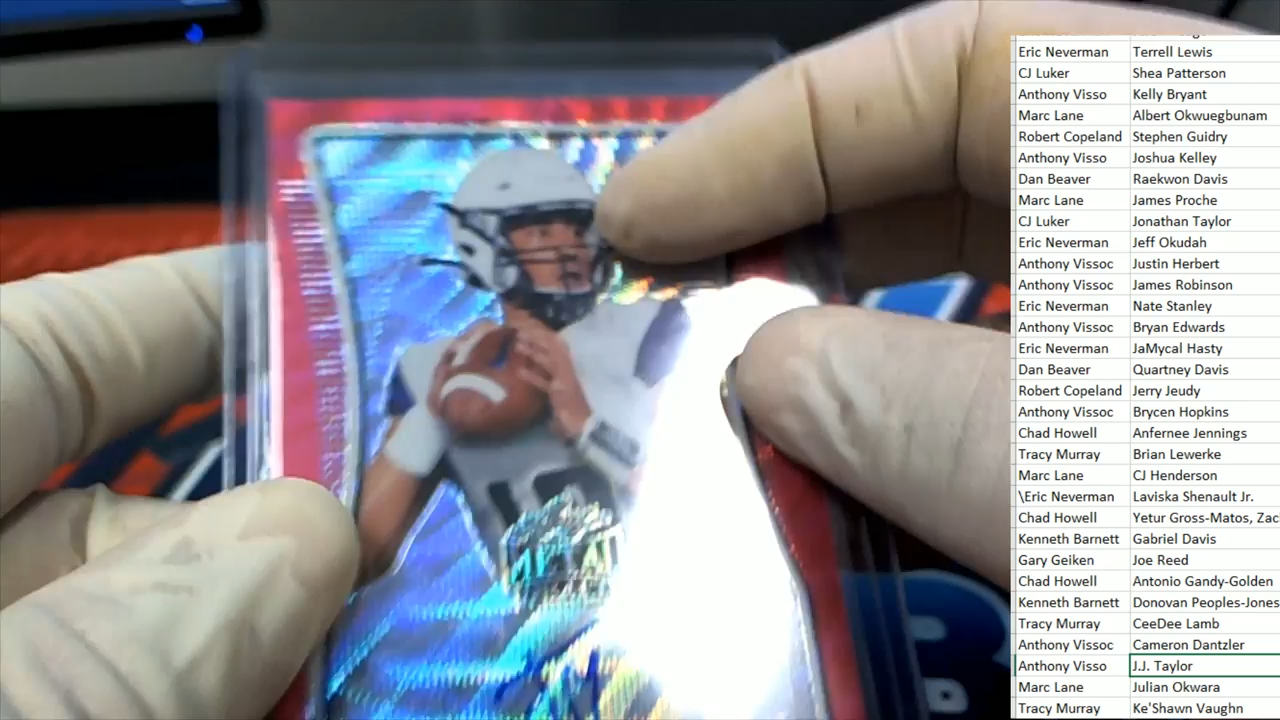 Eric Neverman Terrell Lewis
CJ Luker Shea Patterson
Anthony Visso Kelly Bryant
Marc Lane Albert Okwuegbunam
Robert Copeland Stephen Guidry
Anthony Visso Joshua Kelley
Dan Beaver Raekwon Davis
Marc Lane James Proche
CJ Luker Jonathan Taylor
Eric Neverman Jeff Okudah
Anthony Vissoc Justin Herbert
Anthony Vissoc James Robinson
Eric Neverman Nate Stanley
Anthony Vissoc Bryan Edwards
Eric Neverman JaMycal Hasty
Dan Beaver Quartney Davis
Robert Copeland Jerry Jeudy
Anthony Vissoc Brycen Hopkins
Chad Howell Anfernee Jennings
Tracy Murray Brian Lewerke
Marc Lane CJ Henderson
\Eric Neverman Laviska Shenault Jr.
Chad Howell Yetur Gross-Matos, Zac
Kenneth Barnett Gabriel Davis
Gary Geiken Joe Reed
Chad Howell Antonio Gandy-Golden
Kenneth Barnett Donovan Peoples-Jones
Tracy Murray CeeDee Lamb
Anthony Vissoc Cameron Dantzler
Anthony Visso J.J. Taylor
Marc Lane Julian Okwara
Tracy Murray Ke'Shawn Vaughn